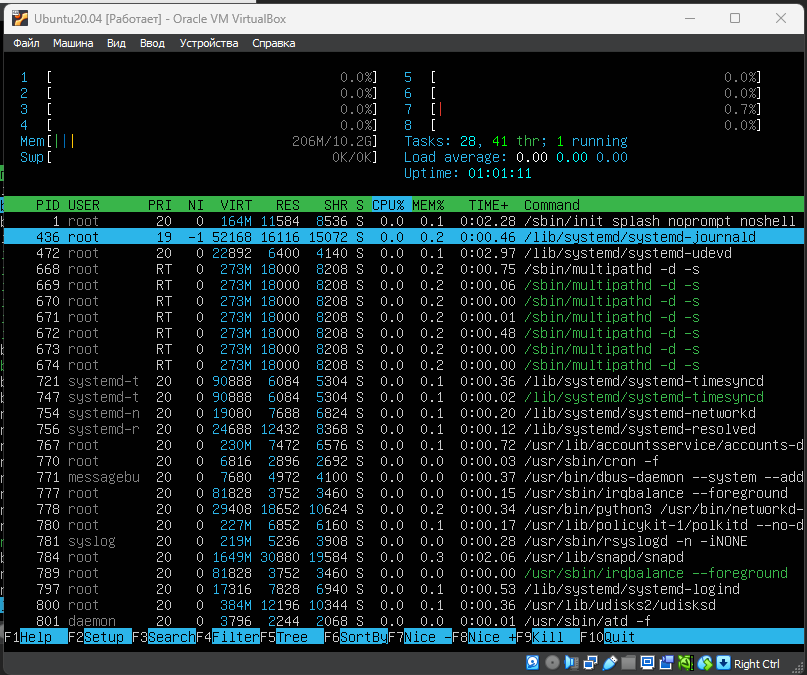 Ubuntu20.04 [Работает] - Oracle VM VirtualBox
Файл Машина Вид Ввод Устройства Справка
1 [ 0.0%] 5 [ 0.0%]
2 [ 0.0%] 6 [ 0.0%]
3 [ 0.0%] 7 [| 0.7%]
4 [ 0.0%] 8 [ 0.0%]
Mem[||| 206M/10.2G] Tasks: 28, 41 thr; 1 running
Swp[ 0K/0K] Load average: 0.00 0.00 0.00
Uptime: 01:01:11
PID USER PRI NI VIRT RES SHR S CPU% MEM% TIME+ Command
1 root 20 0 164M 11584 8536 S 0.0 0.1 0:02.28 /sbin/init splash noprompt noshell
436 root 19 -1 52168 16116 15072 S 0.0 0.2 0:00.46 /lib/systemd/systemd-journald
472 root 20 0 22892 6400 4140 S 0.0 0.1 0:02.97 /lib/systemd/systemd-udevd
668 root RT 0 273M 18000 8208 S 0.0 0.2 0:00.75 /sbin/multipathd -d -s
669 root RT 0 273M 18000 8208 S 0.0 0.2 0:00.06 /sbin/multipathd -d -s
670 root RT 0 273M 18000 8208 S 0.0 0.2 0:00.00 /sbin/multipathd -d -s
671 root RT 0 273M 18000 8208 S 0.0 0.2 0:00.01 /sbin/multipathd -d -s
672 root RT 0 273M 18000 8208 S 0.0 0.2 0:00.48 /sbin/multipathd -d -s
673 root RT 0 273M 18000 8208 S 0.0 0.2 0:00.00 /sbin/multipathd -d -s
674 root RT 0 273M 18000 8208 S 0.0 0.2 0:00.00 /sbin/multipathd -d -s
721 systemd-t 20 0 90888 6084 5304 S 0.0 0.1 0:00.36 /lib/systemd/systemd-timesyncd
747 systemd-t 20 0 90888 6084 5304 S 0.0 0.1 0:00.02 /lib/systemd/systemd-timesyncd
754 systemd-n 20 0 19080 7688 6824 S 0.0 0.1 0:00.20 /lib/systemd/systemd-networkd
756 systemd-r 20 0 24688 12432 8368 S 0.0 0.1 0:00.12 /lib/systemd/systemd-resolved
767 root 20 0 230M 7472 6576 S 0.0 0.1 0:00.72 /usr/lib/accountsservice/accounts-d
770 root 20 0 6816 2896 2692 S 0.0 0.0 0:00.03 /usr/sbin/cron -f
771 messagebu 20 0 7680 4972 4100 S 0.0 0.0 0:00.37 /usr/bin/dbus-daemon --system --add
777 root 20 0 81828 3752 3460 S 0.0 0.0 0:00.15 /usr/sbin/irqbalance --foreground
778 root 20 0 29408 18652 10624 S 0.0 0.2 0:00.34 /usr/bin/python3 /usr/bin/networkd-
780 root 20 0 227M 6852 6160 S 0.0 0.1 0:00.17 /usr/lib/policykit-1/polkitd --no-d
781 syslog 20 0 219M 5236 3908 S 0.0 0.0 0:00.28 /usr/sbin/rsyslogd -n -iNONE
784 root 20 0 1649M 30880 19584 S 0.0 0.3 0:02.06 /usr/lib/snapd/snapd
789 root 20 0 81828 3752 3460 S 0.0 0.0 0:00.00 /usr/sbin/irqbalance --foreground
797 root 20 0 17316 7828 6940 S 0.0 0.1 0:00.53 /lib/systemd/systemd-logind
800 root 20 0 384M 12196 10344 S 0.0 0.1 0:00.36 /usr/lib/udisks2/udisksd
801 daemon 20 0 3796 2244 2068 S 0.0 0.0 0:00.01 /usr/sbin/atd -f
F1Help F2Setup F3SearchF4FilterF5Tree F6SortByF7Nice -F8Nice +F9Kill F10Quit
Right Ctrl